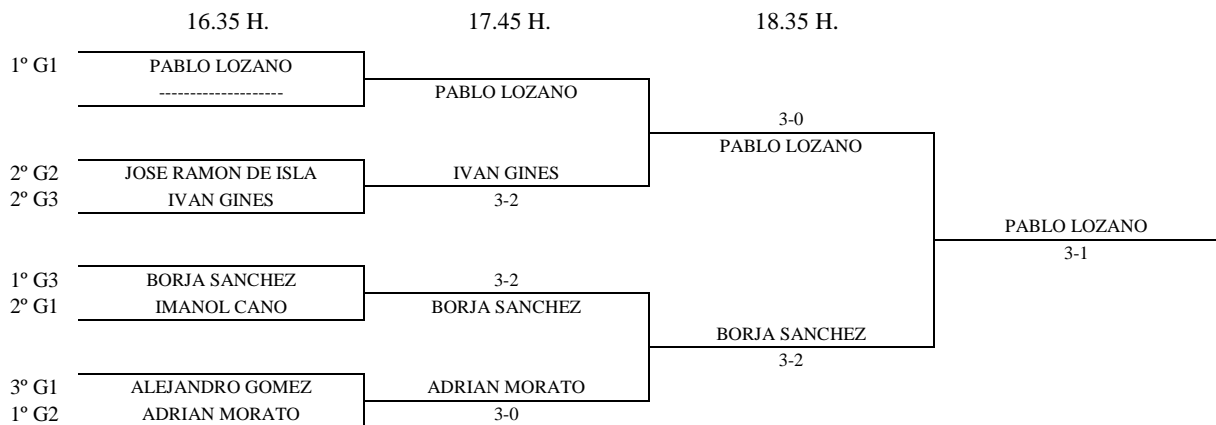 16.35 H. 17.45 H. 18.35 H.
1º G1 PABLO LOZANO
--------------------
PABLO LOZANO
3-0
PABLO LOZANO
2º G2 JOSE RAMON DE ISLA IVAN GINES
2º G3 IVAN GINES 3-2
PABLO LOZANO
3-1
1º G3 BORJA SANCHEZ 3-2
2º G1 IMANOL CANO BORJA SANCHEZ
BORJA SANCHEZ
3-2
3º G1 ALEJANDRO GOMEZ ADRIAN MORATO
1º G2 ADRIAN MORATO 3-0